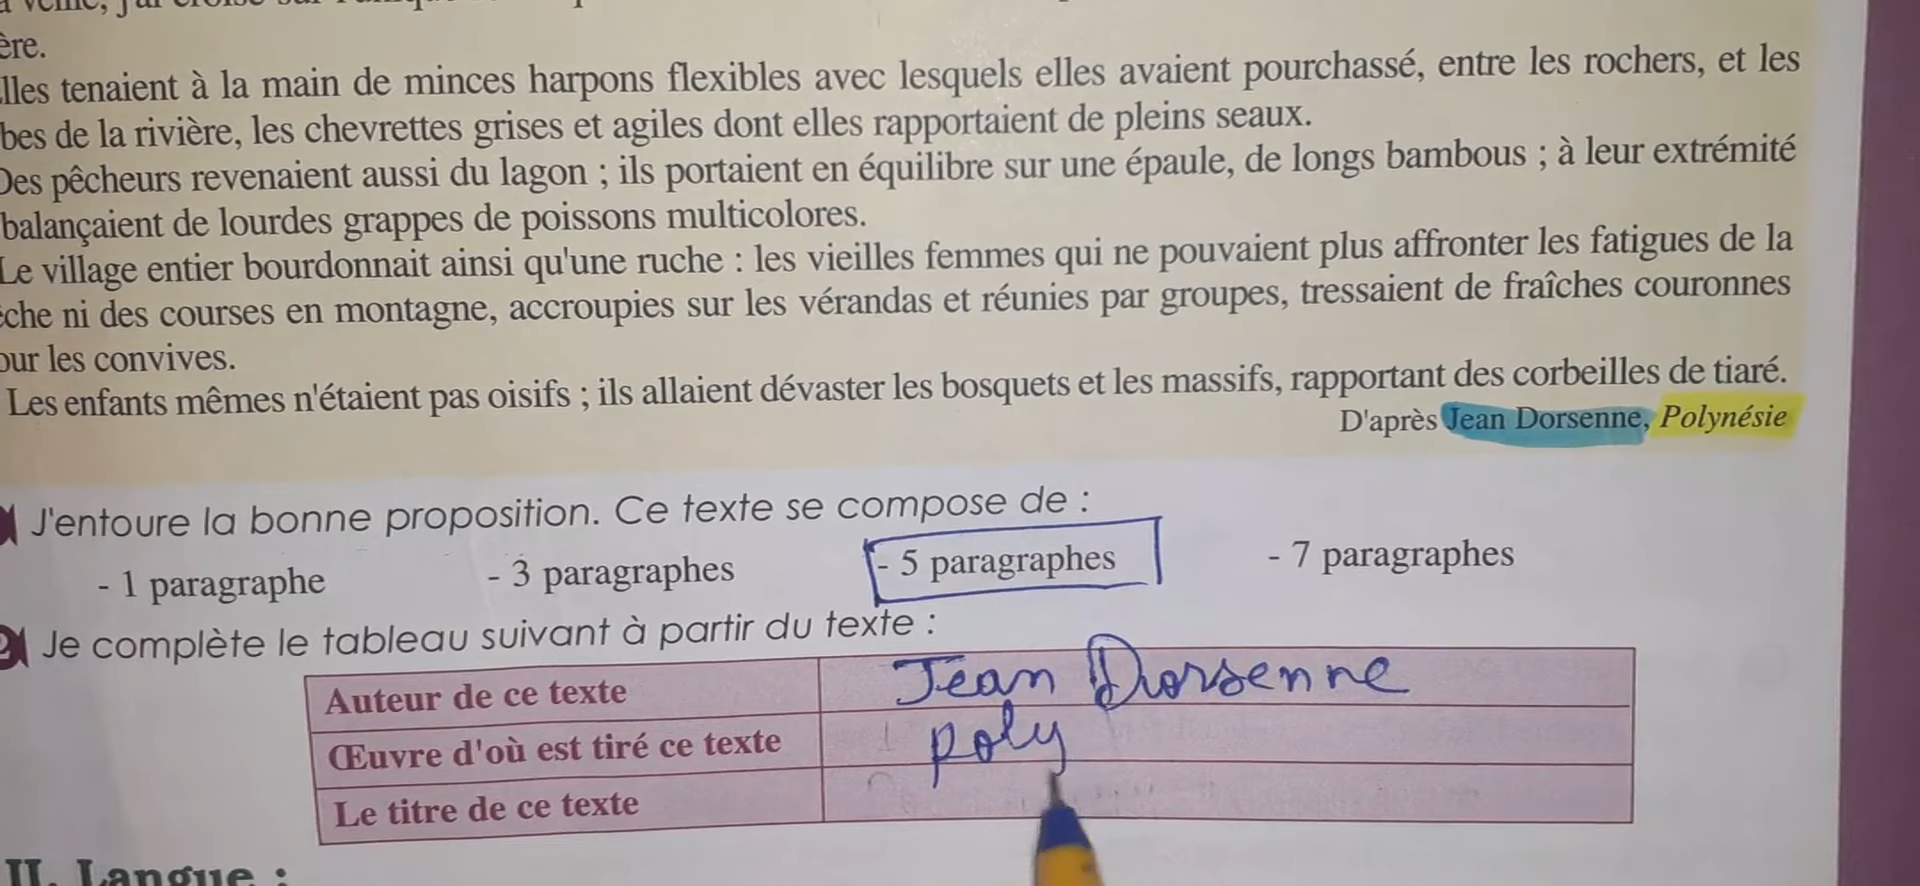 ère.
lles tenaient à la main de minces harpons flexibles avec lesquels elles avaient pourchassé, entre les rochers, et les
bes de la rivière, les chevrettes grises et agiles dont elles rapportaient de pleins seaux.
Des pêcheurs revenaient aussi du lagon ; ils portaient en équilibre sur une épaule, de longs bambous ; à leur extrémité
balançaient de lourdes grappes de poissons multicolores.
Le village entier bourdonnait ainsi qu'une ruche : les vieilles femmes qui ne pouvaient plus affronter les fatigues de la
che ni des courses en montagne, accroupies sur les vérandas et réunies par groupes, tressaient de fraîches couronnes
our les convives.
Les enfants mêmes n'étaient pas oisifs ; ils allaient dévaster les bosquets et les massifs, rapportant des corbeilles de tiaré.
D'après Jean Dorsenne, Polynésie
J'entoure la bonne proposition. Ce texte se compose de :
- 1 paragraphe - 3 paragraphes - 5 paragraphes - 7 paragraphes
2 Je complète le tableau suivant à partir du texte :
Auteur de ce texte Jean Dorsenne
Œuvre d'où est tiré ce texte poly
Le titre de ce texte
II. Langue :